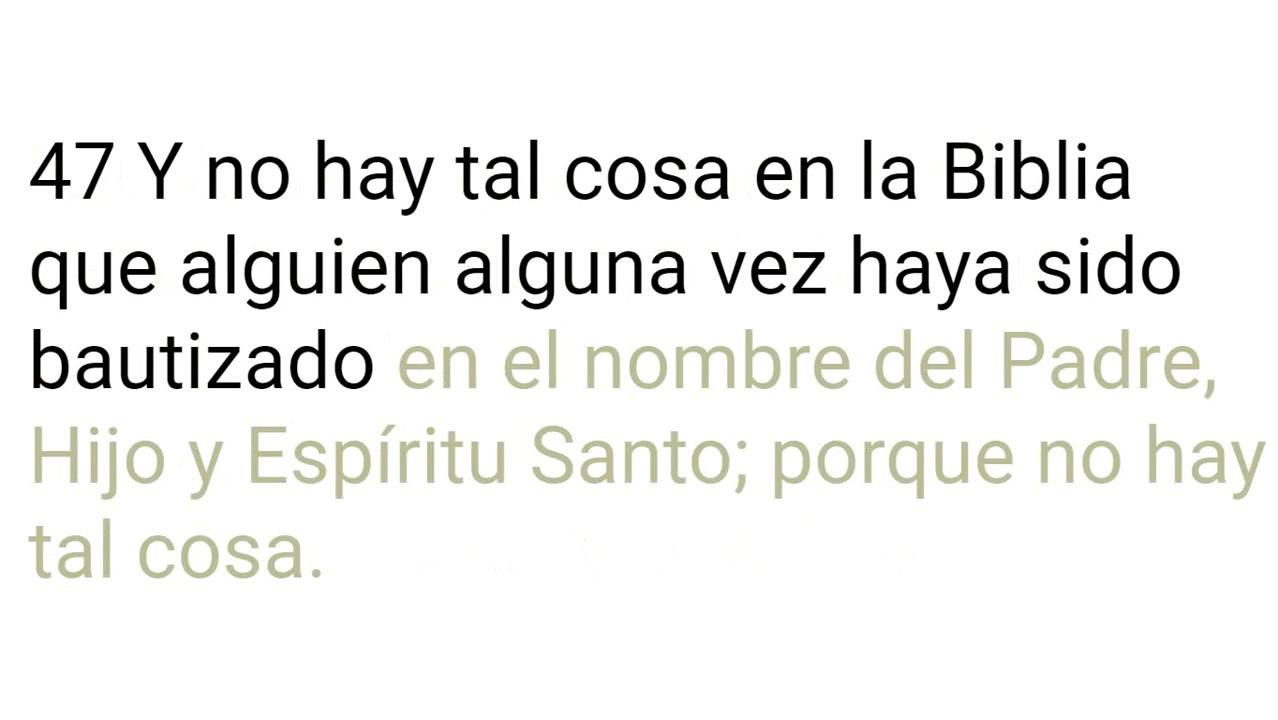 47 Y no hay tal cosa en la Biblia
que alguien alguna vez haya sido
bautizado en el nombre del Padre,
Hijo y Espíritu Santo; porque no hay
tal cosa.